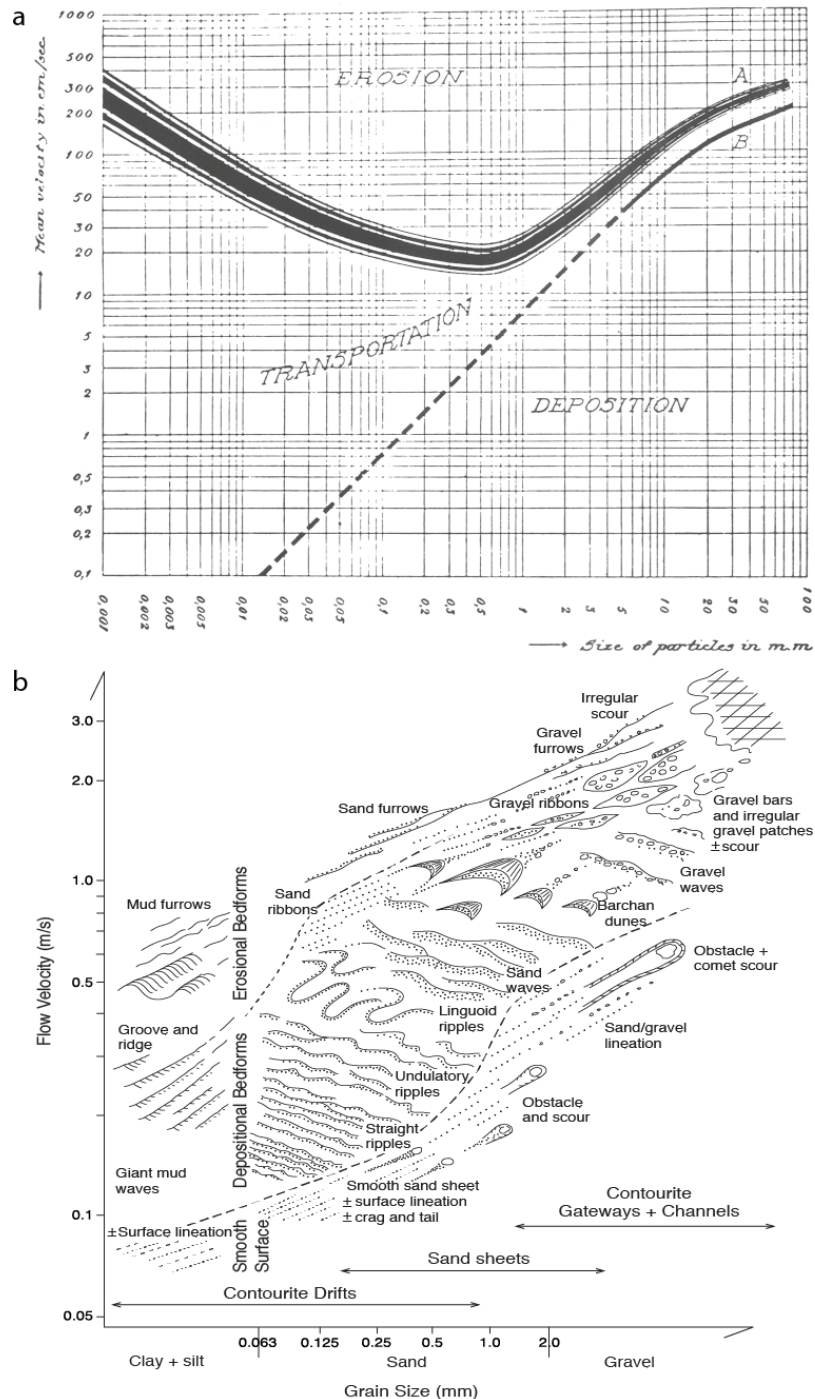 a
1000
500
300
200
100
50
30
20
10
5
3
2
1
0,5
0,3
0,2
0,1
Mean velocity in cm/sec.
EROSION
A
B
TRANSPORTATION
DEPOSITION
0,001
0,002
0,003
0,005
0,01
0,02
0,03
0,05
0,1
0,2
0,3
0,5
1
2
3
5
10
20
30
50
100
Size of particles in m.m
b
Flow Velocity (m/s)
3.0
2.0
1.0
0.5
0.1
0.05
Irregular
scour
Gravel
furrows
Sand furrows
Gravel ribbons
Gravel bars
and irregular
gravel patches
±scour
Mud furrows
Sand
ribbons
Gravel
waves
Barchan
dunes
Erosional Bedforms
Sand
waves
Obstacle +
comet scour
Linguoid
ripples
Groove and
ridge
Sand/gravel
lineation
Undulatory
ripples
Depositional Bedforms
Obstacle
and scour
Straight
ripples
Giant mud
waves
Smooth sand sheet
± surface lineation
± crag and tail
Contourite
Gateways + Channels
±Surface lineation
Smooth
Surface
Sand sheets
Contourite Drifts
0.063
0.125
0.25
0.5
1.0
2.0
Clay + silt
Sand
Gravel
Grain Size (mm)